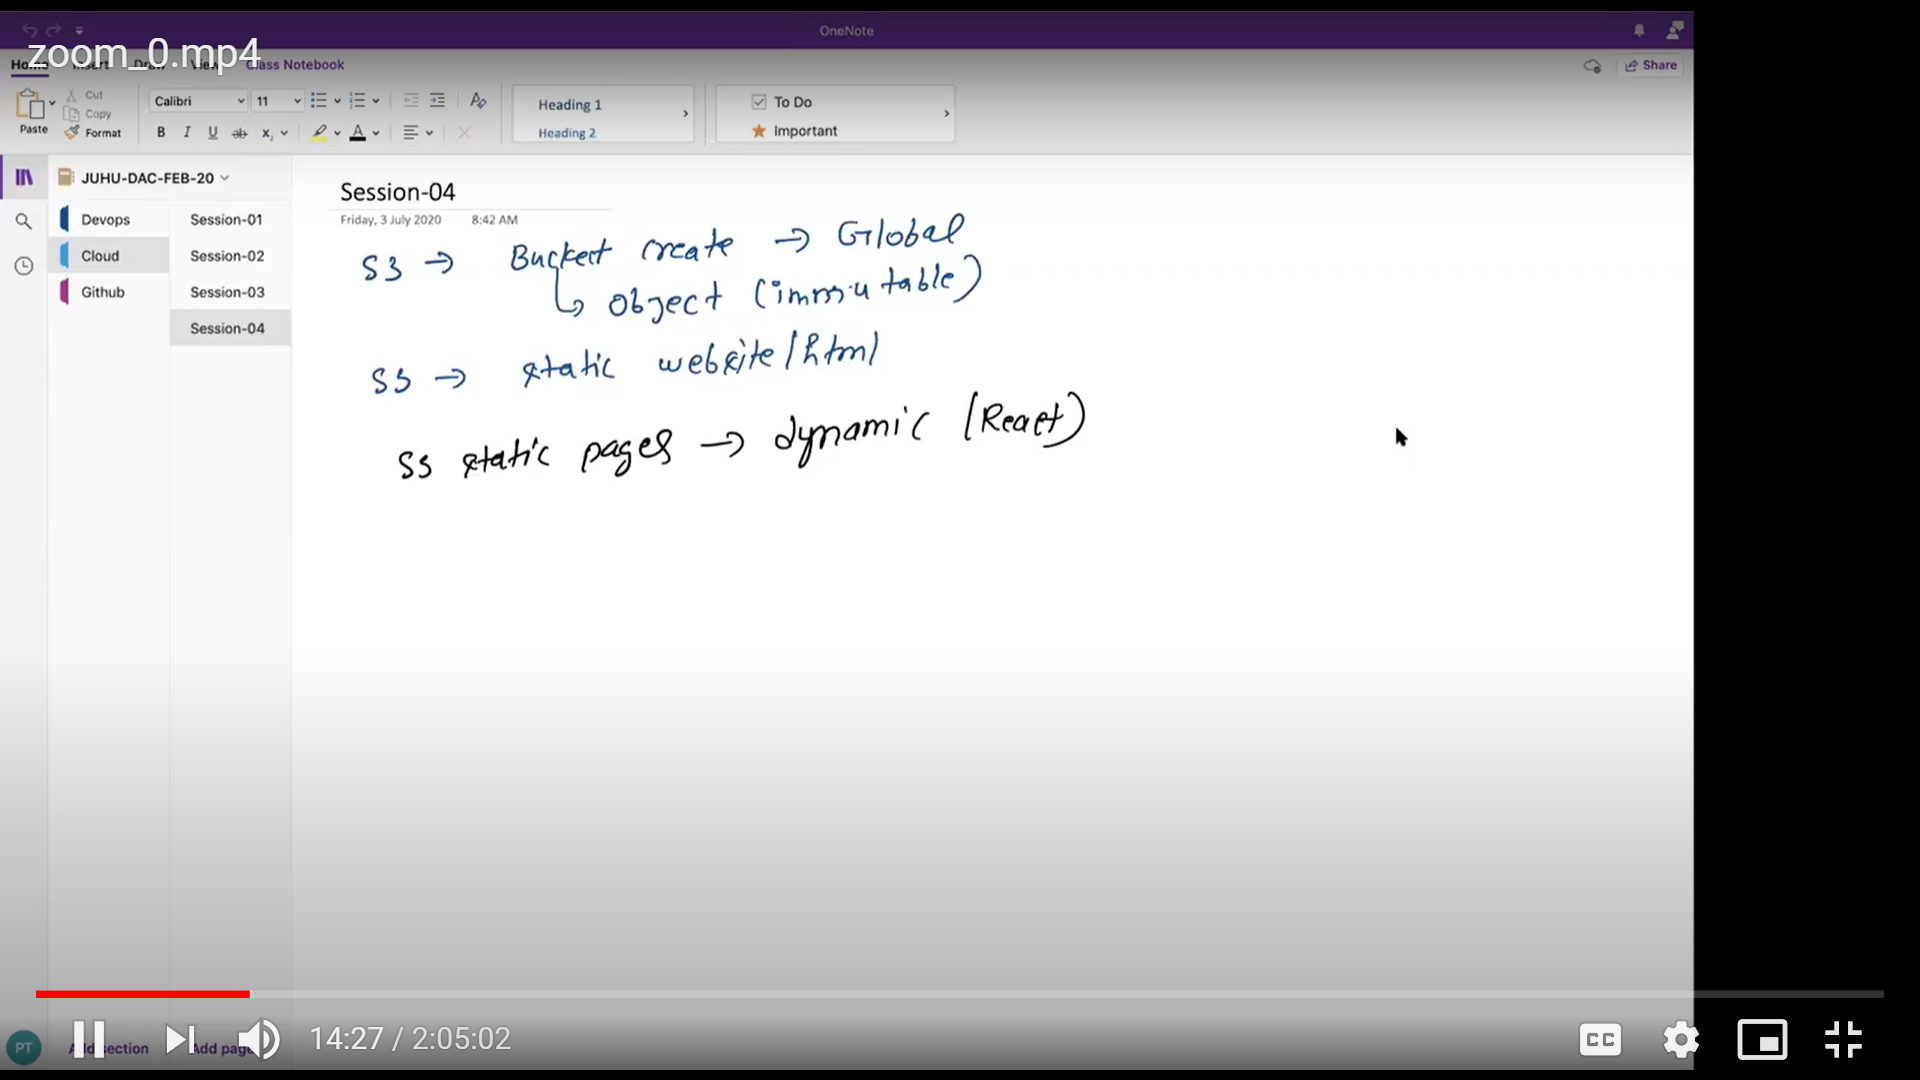 OneNote
zoom_0.mp4
Home Insert Draw View Class Notebook
Share
Paste
Cut
Copy
Format
Calibri 11
B I U ab x
A
Heading 1
Heading 2
To Do
Important
JUHU-DAC-FEB-20
Devops
Cloud
Github
Session-01
Session-02
Session-03
Session-04
Session-04
Friday, 3 July 2020 8:42 AM
S3 → Bucket create → Global
↳ Object (immutable)
S3 → static website/html
S3 static pages → dynamic (React)
PT
Add section
Add page
14:27 / 2:05:02
CC